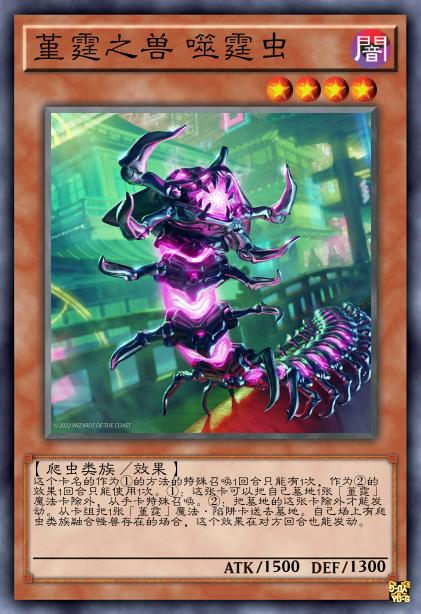 堇霆之兽 噬霆虫
闇
©2022 WIZARDS OF THE COAST
【爬虫类族／效果】
这个卡名的作为①的方法的特殊召唤1回合只能有1次，作为②的
效果1回合只能使用1次。①：这张卡可以把自己墓地1张「堇霆」
魔法卡除外，从手卡特殊召唤。②：把墓地的这张卡除外才能发
动。从卡组把1张「堇霆」魔法·陷阱卡送去墓地。自己场上有爬
虫类族融合怪兽存在的场合，这个效果在对方回合也能发动。
ATK/1500 DEF/1300